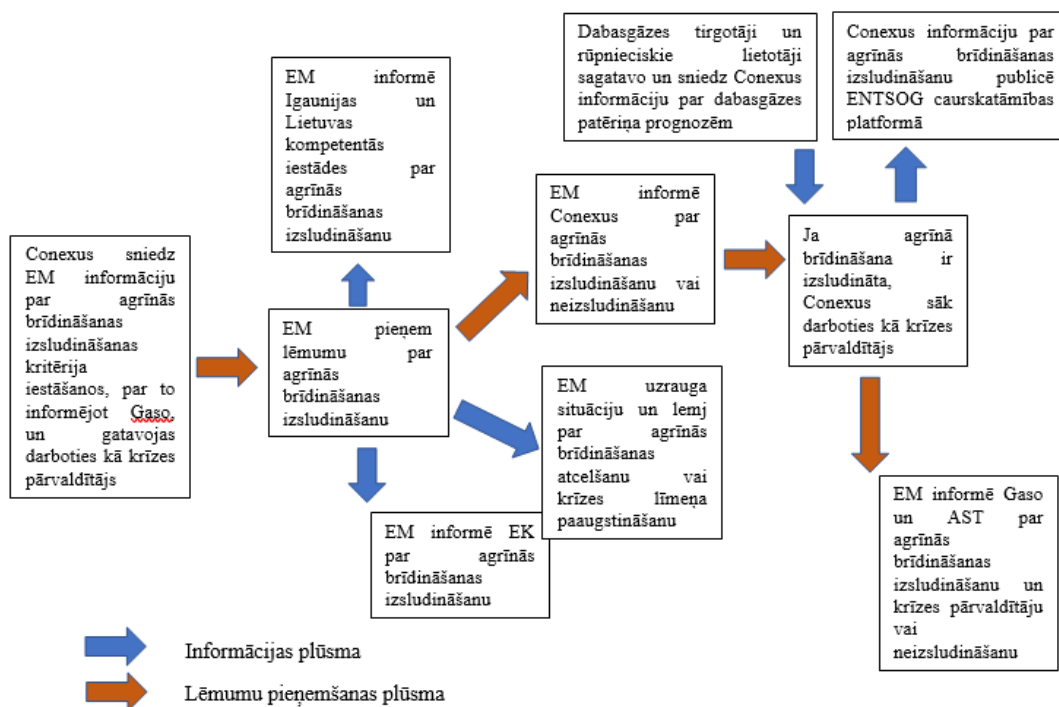 Dabasgāzes tirgotāji un
rūpnieciskie lietotāji
sagatavo un sniedz Conexus
informāciju par dabasgāzes
patēriņa prognozēm
Conexus informāciju par
agrīnās brīdināšanas
izsludināšanu publicē
ENTSOG caurskatāmības
platformā
EM informē
Igaunijas un
Lietuvas
kompetentās
iestādes par
agrīnās
brīdināšanas
izsludināšanu
EM informē
Conexus par
agrīnās
brīdināšanas
izsludināšanu vai
neizsludināšanu
Ja agrīnā
brīdināšana ir
izsludināta,
Conexus sāk
darboties kā krīzes
pārvaldītājs
Conexus sniedz
EM informāciju
par agrīnās
brīdināšanas
izsludināšanas
kritērija
iestāšanos, par to
informējot Gaso,
un gatavojas
darboties kā krīzes
pārvaldītājs
EM pieņem
lēmumu par
agrīnās
brīdināšanas
izsludināšanu
EM uzrauga
situāciju un lemj
par agrīnās
brīdināšanas
atcelšanu vai
krīzes līmeņa
paaugstināšanu
EM informē EK
par agrīnās
brīdināšanas
izsludināšanu
EM informē Gaso
un AST par
agrīnās
brīdināšanas
izsludināšanu un
krīzes pārvaldītāju
vai
neizsludināšanu
Informācijas plūsma
Lēmumu pieņemšanas plūsma